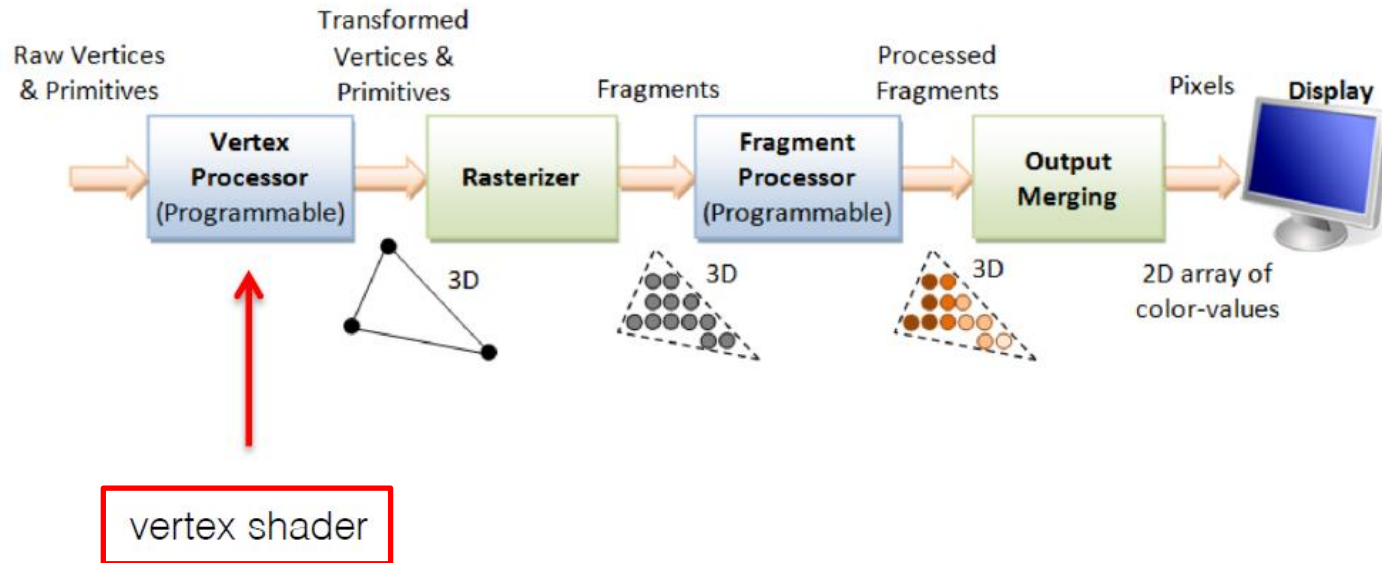 Raw Vertices
& Primitives
Transformed
Vertices &
Primitives
Fragments
Processed
Fragments
Pixels
Display
Vertex
Processor
(Programmable)
Rasterizer
Fragment
Processor
(Programmable)
Output
Merging
3D
3D
3D
2D array of
color-values
vertex shader